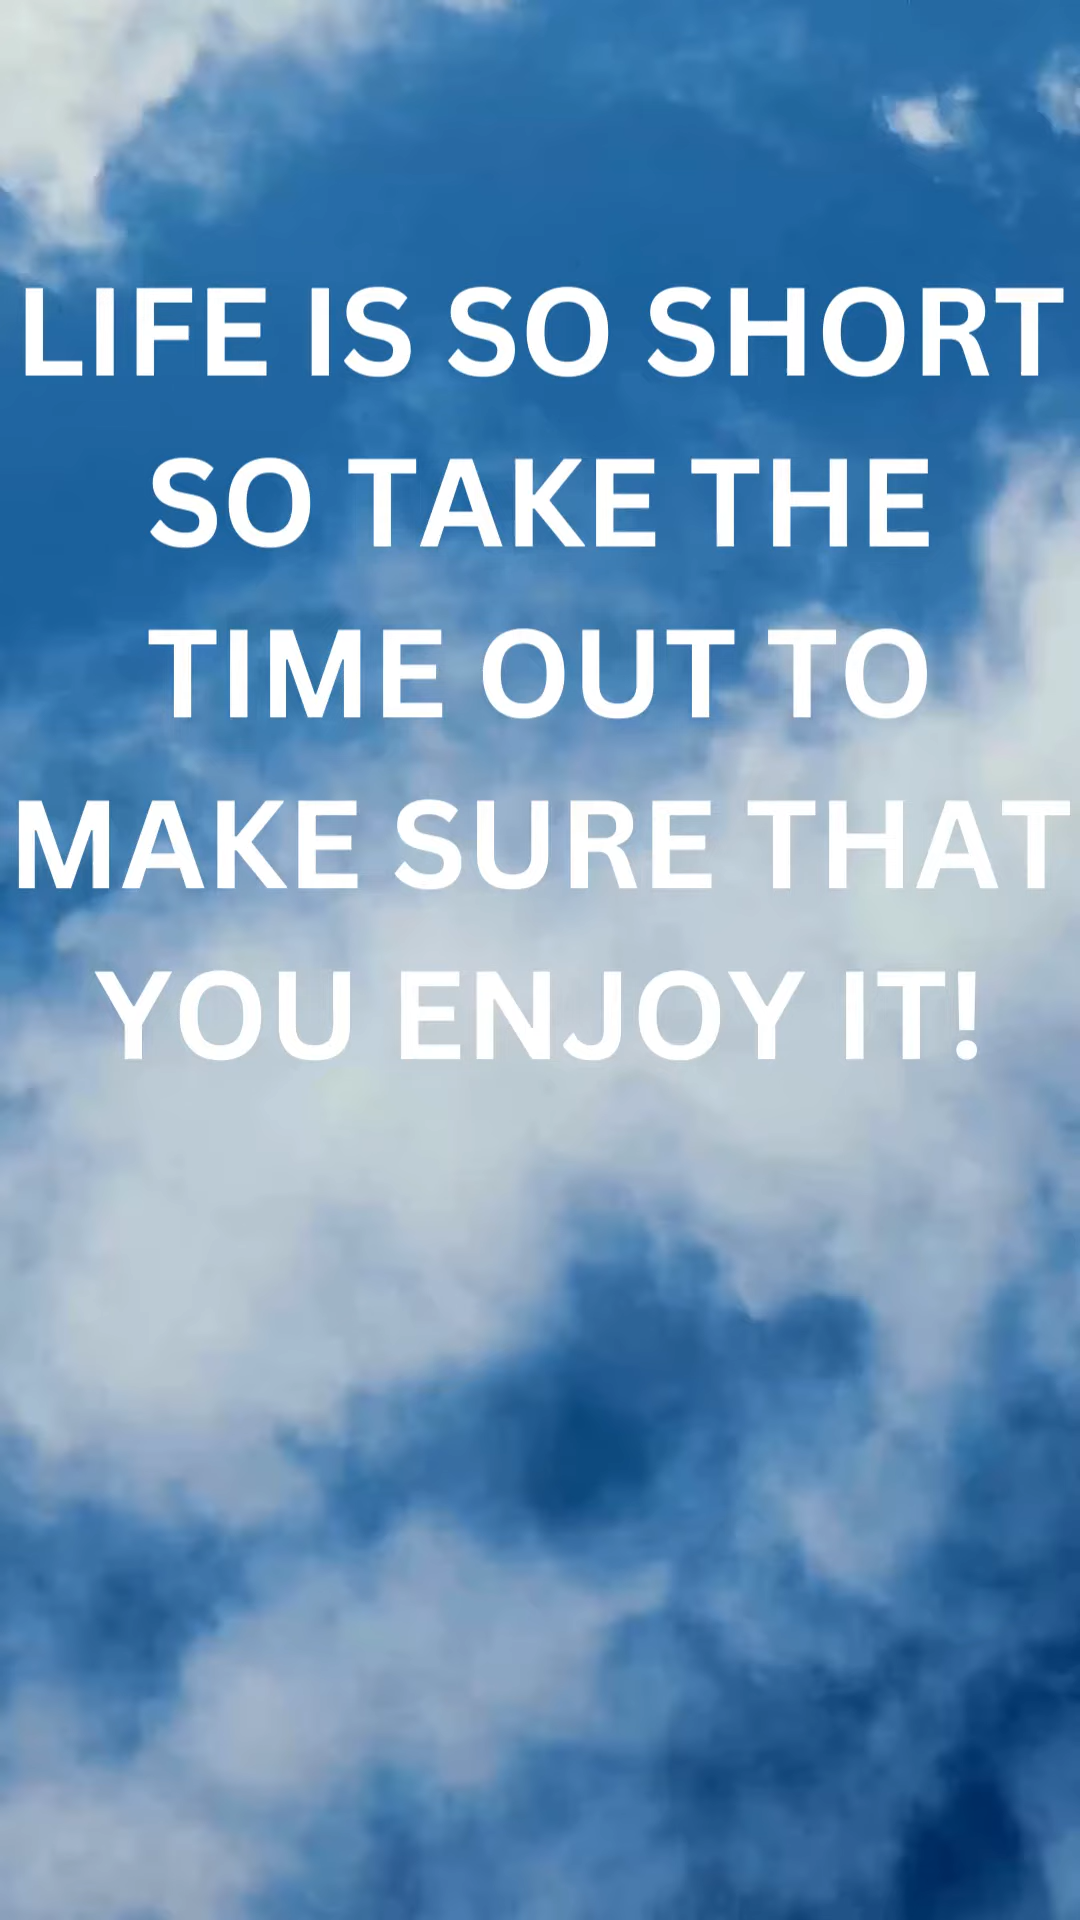 LIFE IS SO SHORT
SO TAKE THE
TIME OUT TO
MAKE SURE THAT
YOU ENJOY IT!